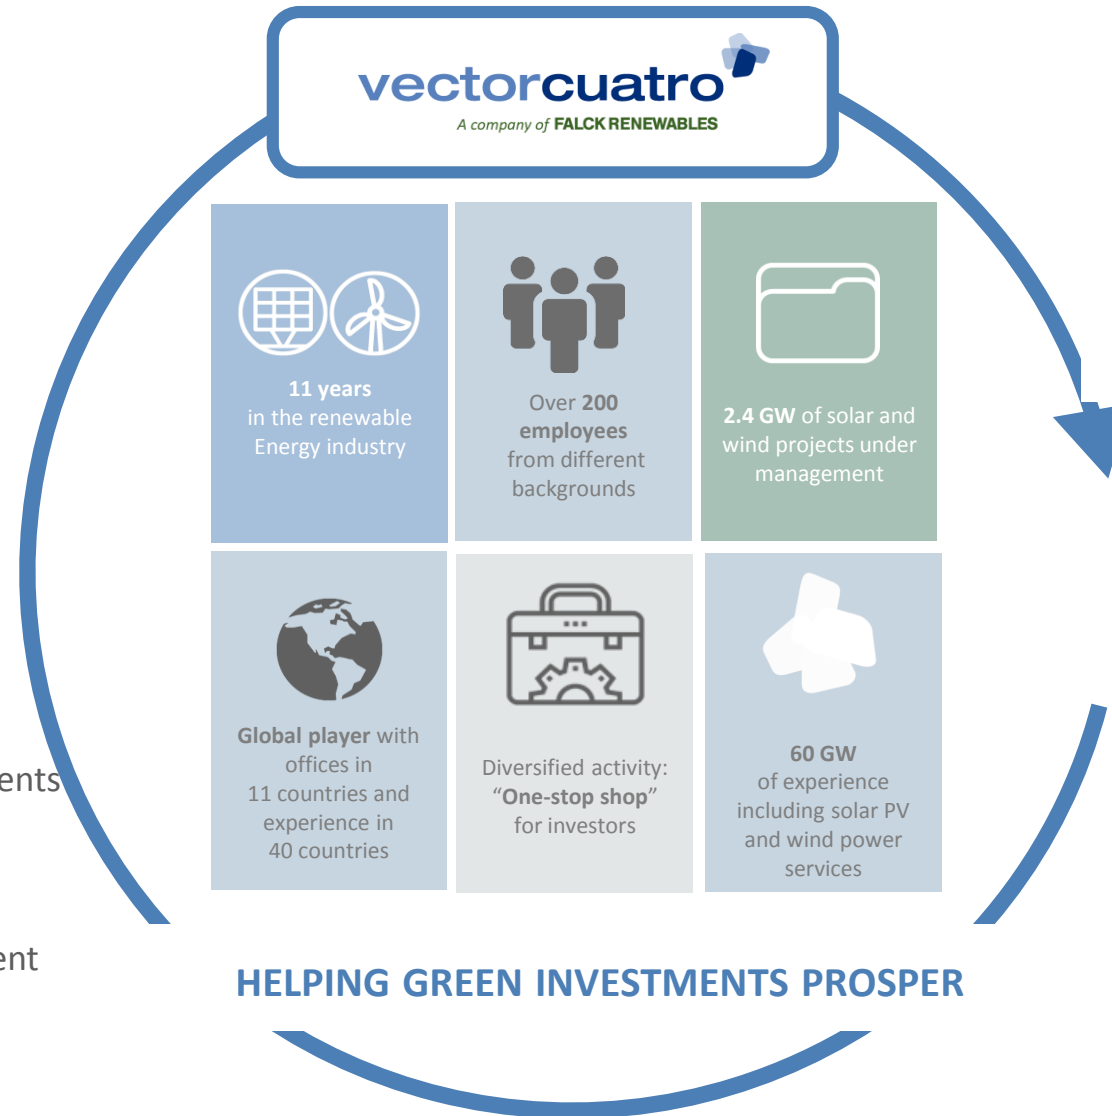 vectorcuatro
A company of FALCK RENEWABLES
11 years
in the renewable
Energy industry
Over 200
employees
from different
backgrounds
2.4 GW of solar and
wind projects under
management
Global player with
offices in
11 countries and
experience in
40 countries
Diversified activity:
“One-stop shop”
for investors
60 GW
of experience
including solar PV
and wind power
services
HELPING GREEN INVESTMENTS PROSPER